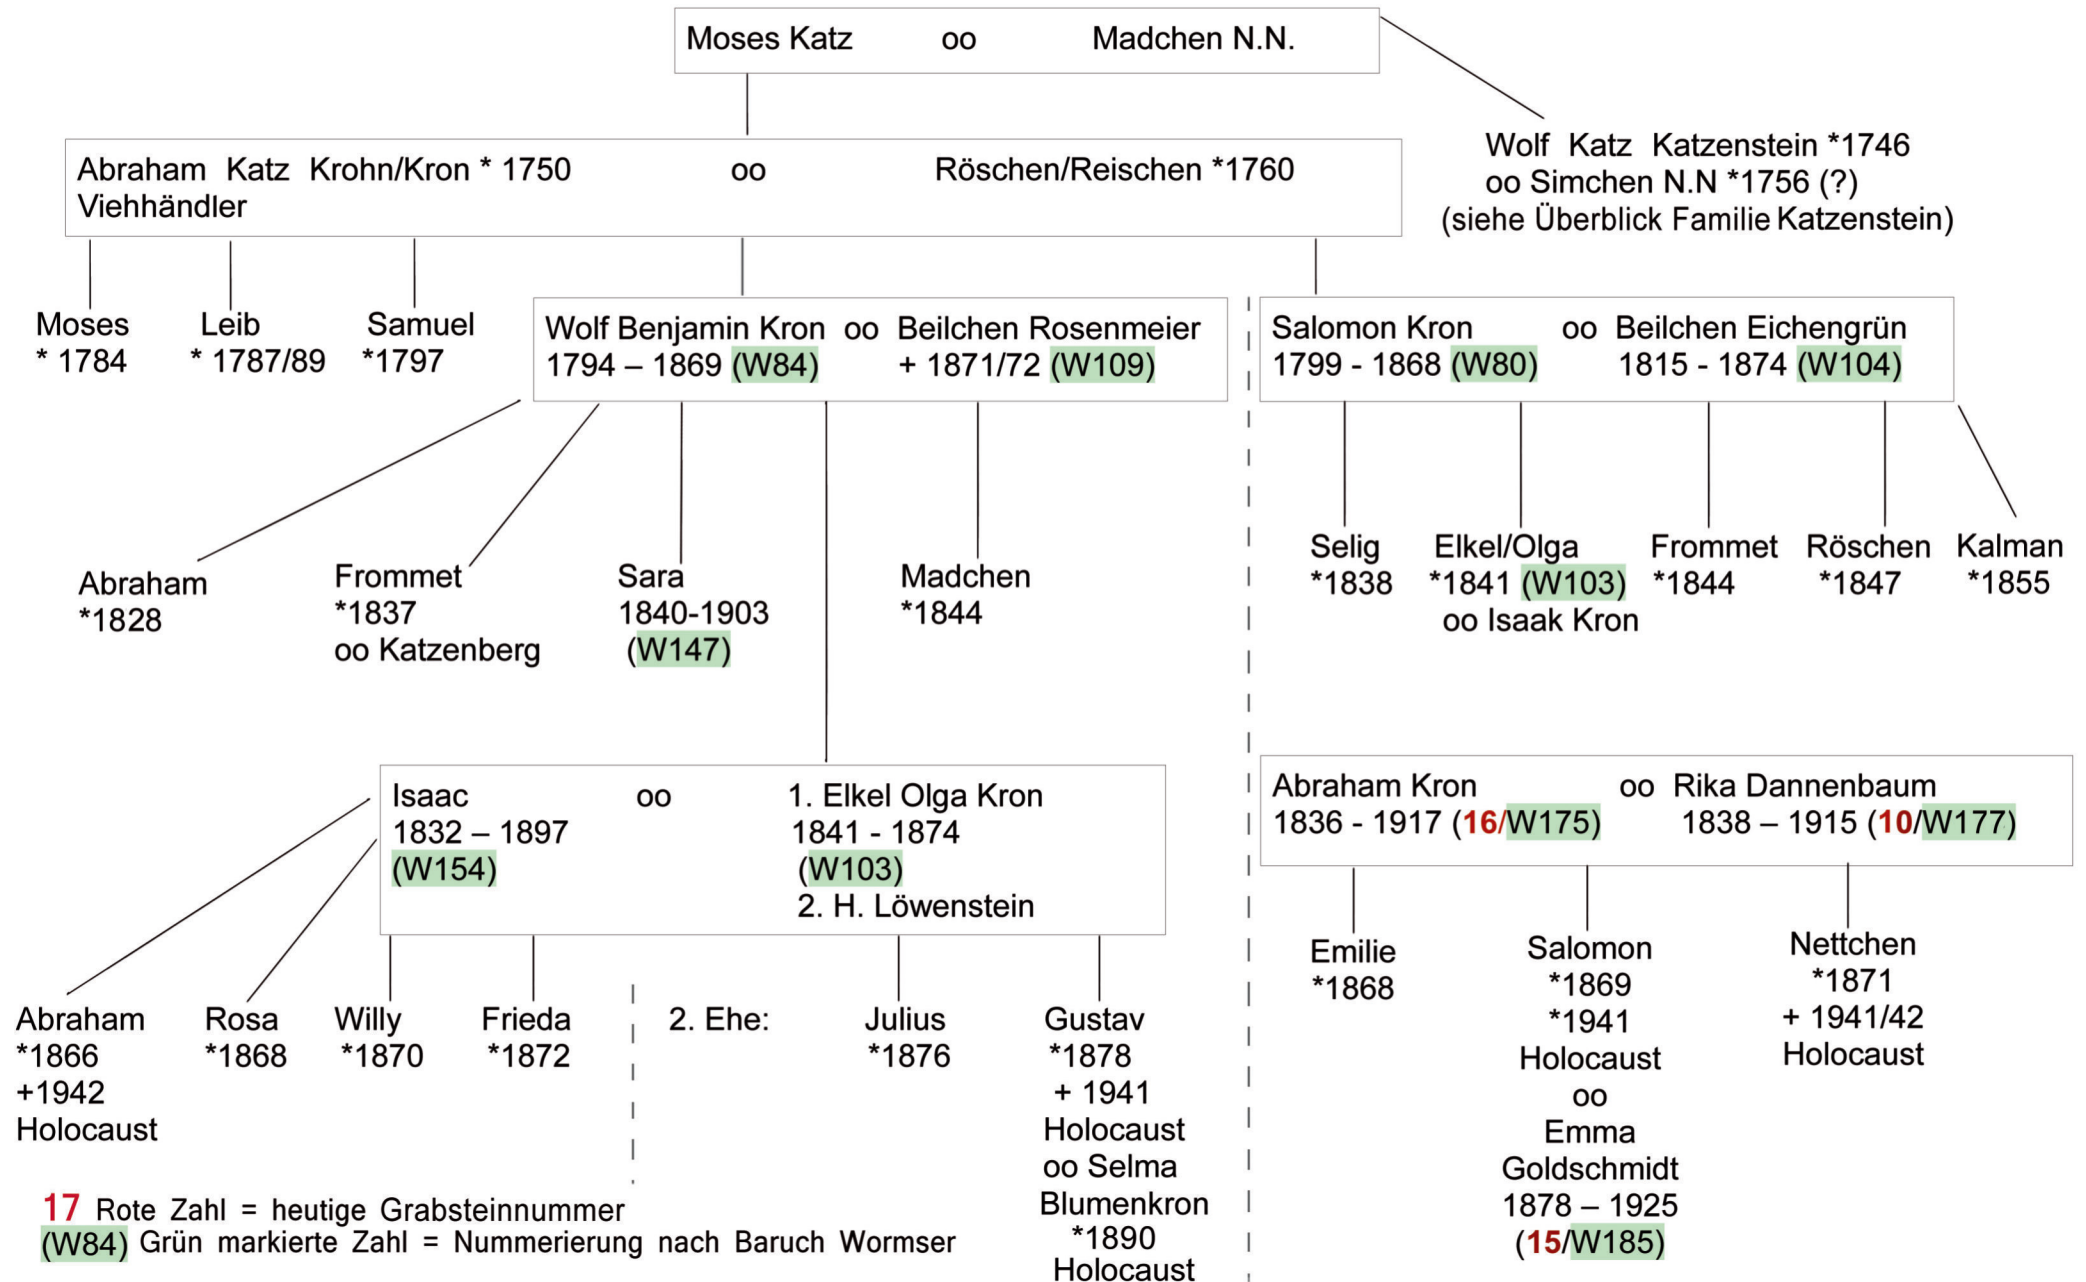 Moses Katz oo Madchen N.N.
Wolf Katz Katzenstein *1746
oo Simchen N.N *1756 (?)
(siehe Überblick Familie Katzenstein)
Abraham Katz Krohn/Kron * 1750 oo Röschen/Reischen *1760
Viehhändler
Moses
* 1784
Leib
* 1787/89
Samuel
*1797
Wolf Benjamin Kron oo Beilchen Rosenmeier
1794 – 1869 (W84) + 1871/72 (W109)
Salomon Kron oo Beilchen Eichengrün
1799 - 1868 (W80) 1815 - 1874 (W104)
Abraham
*1828
Frommet
*1837
oo Katzenberg
Sara
1840-1903
(W147)
Madchen
*1844
Selig
*1838
Elkel/Olga
*1841 (W103)
oo Isaak Kron
Frommet
*1844
Röschen
*1847
Kalman
*1855
Isaac oo 1. Elkel Olga Kron
1832 – 1897 1841 - 1874
(W154) (W103)
2. H. Löwenstein
Abraham Kron oo Rika Dannenbaum
1836 - 1917 (16/W175) 1838 – 1915 (10/W177)
Abraham
*1866
+1942
Holocaust
Rosa
*1868
Willy
*1870
Frieda
*1872
2. Ehe:
Julius
*1876
Gustav
*1878
+ 1941
Holocaust
oo Selma
Blumenkron
*1890
Holocaust
Emilie
*1868
Salomon
*1869
*1941
Holocaust
oo
Emma
Goldschmidt
1878 – 1925
(15/W185)
Nettchen
*1871
+ 1941/42
Holocaust
17 Rote Zahl = heutige Grabsteinnummer
(W84) Grün markierte Zahl = Nummerierung nach Baruch Wormser